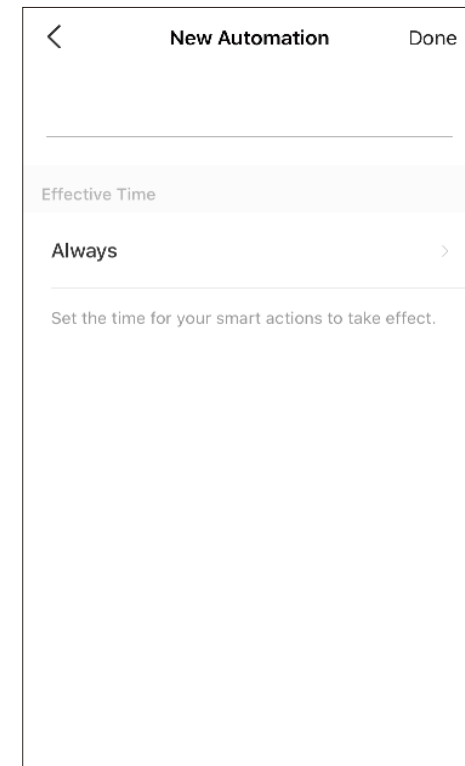 New Automation Done
Effective Time
Always
Set the time for your smart actions to take effect.